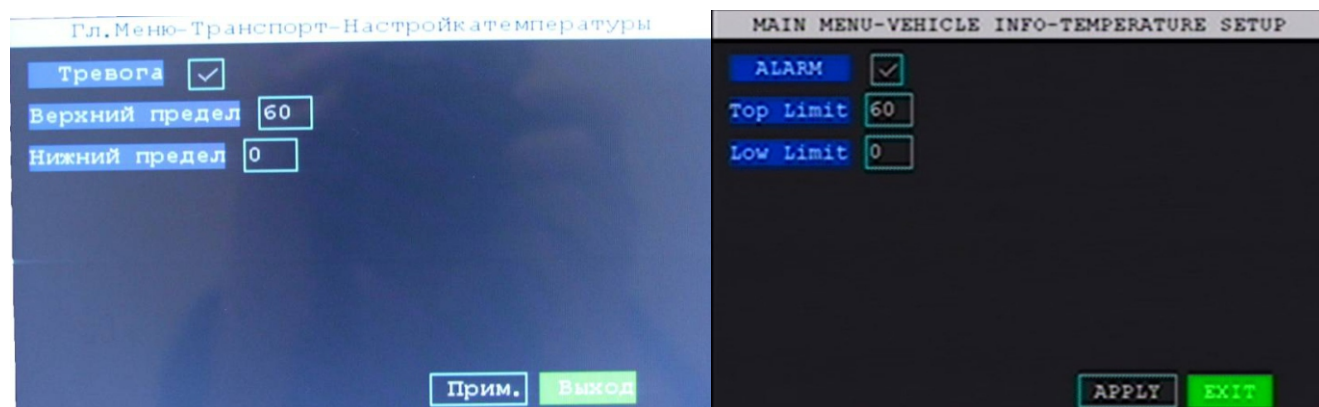 Гл.Меню-Транспорт-Настройкатемпературы
Тревога
Верхний предел 60
Нижний предел 0
Прим. Выход
MAIN MENU-VEHICLE INFO-TEMPERATURE SETUP
ALARM
Top Limit 60
Low Limit 0
APPLY EXIT